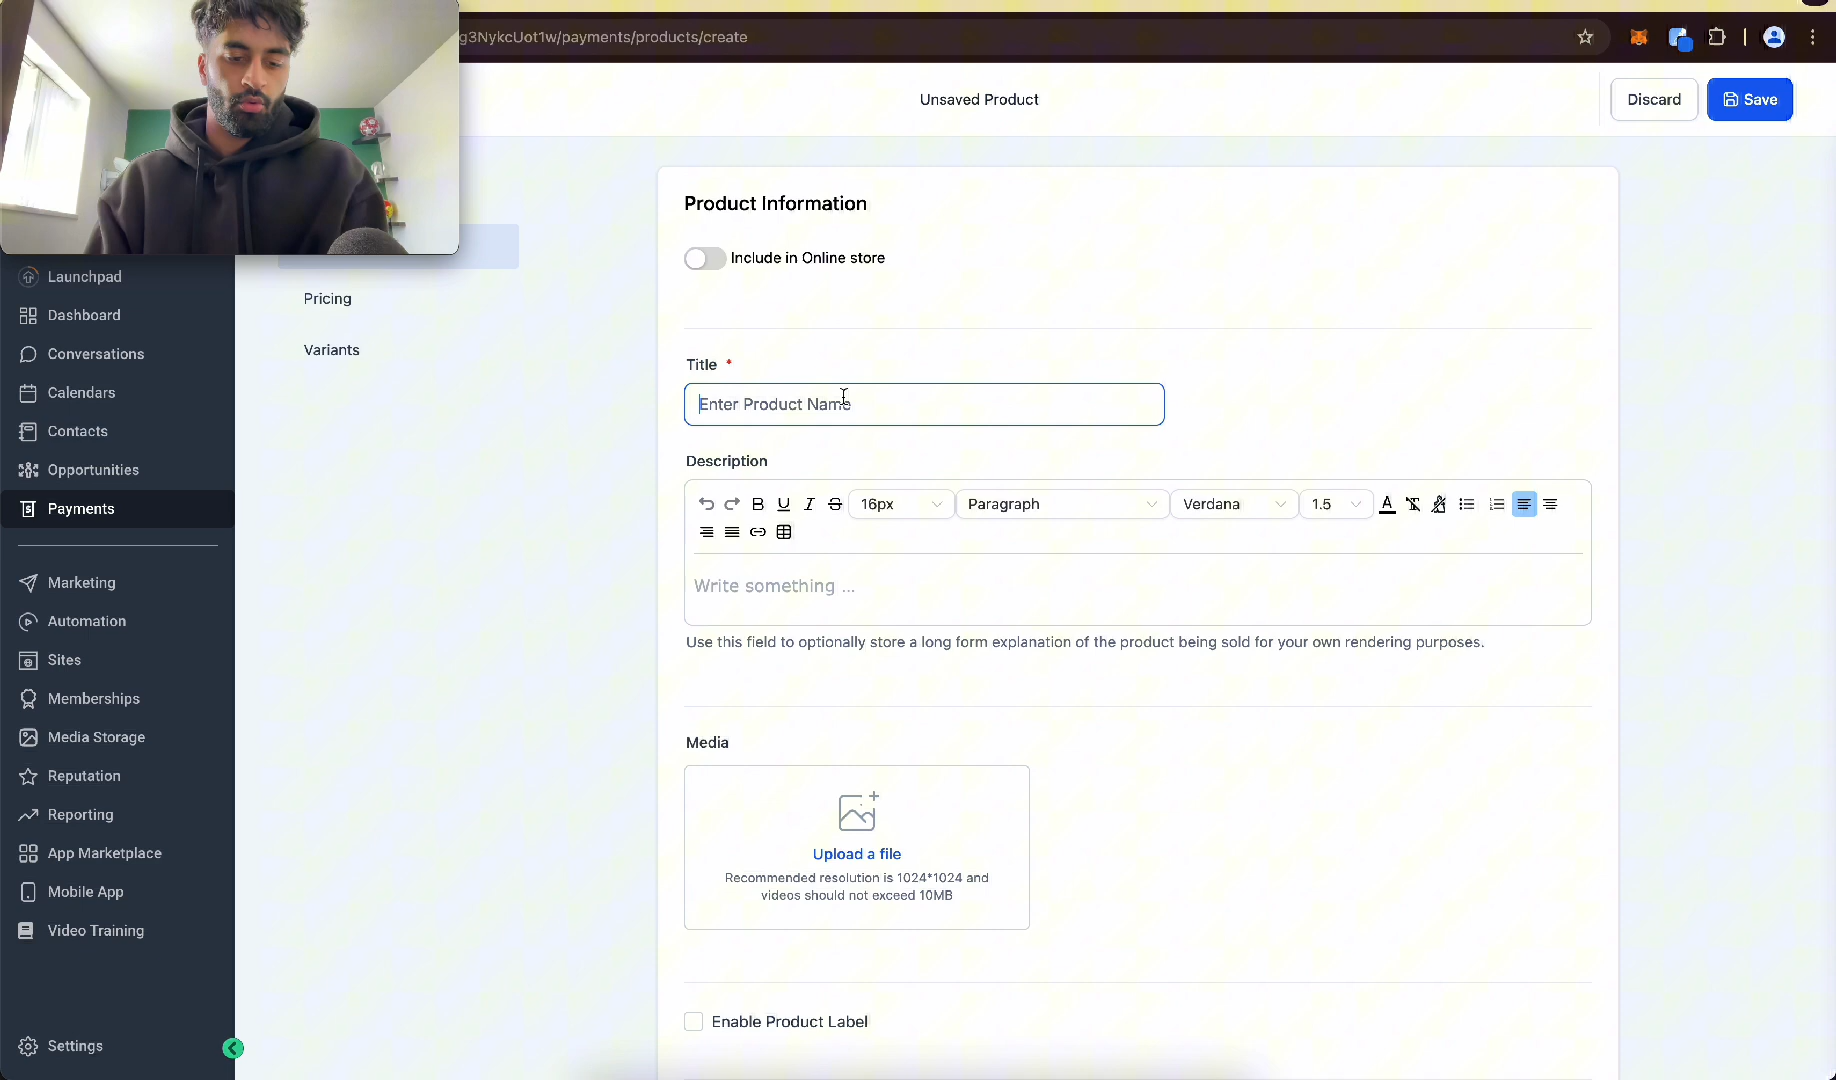 g3NykcUot1w/payments/products/create
Unsaved Product
Discard
Save
Product Information
Include in Online store
Launchpad
Dashboard
Conversations
Calendars
Contacts
Opportunities
Payments
Marketing
Automation
Sites
Memberships
Media Storage
Reputation
Reporting
App Marketplace
Mobile App
Video Training
Settings
Pricing
Variants
Title *
Enter Product Name
Description
16px
Paragraph
Verdana
1.5
Write something ...
Use this field to optionally store a long form explanation of the product being sold for your own rendering purposes.
Media
Upload a file
Recommended resolution is 1024*1024 and
videos should not exceed 10MB
Enable Product Label